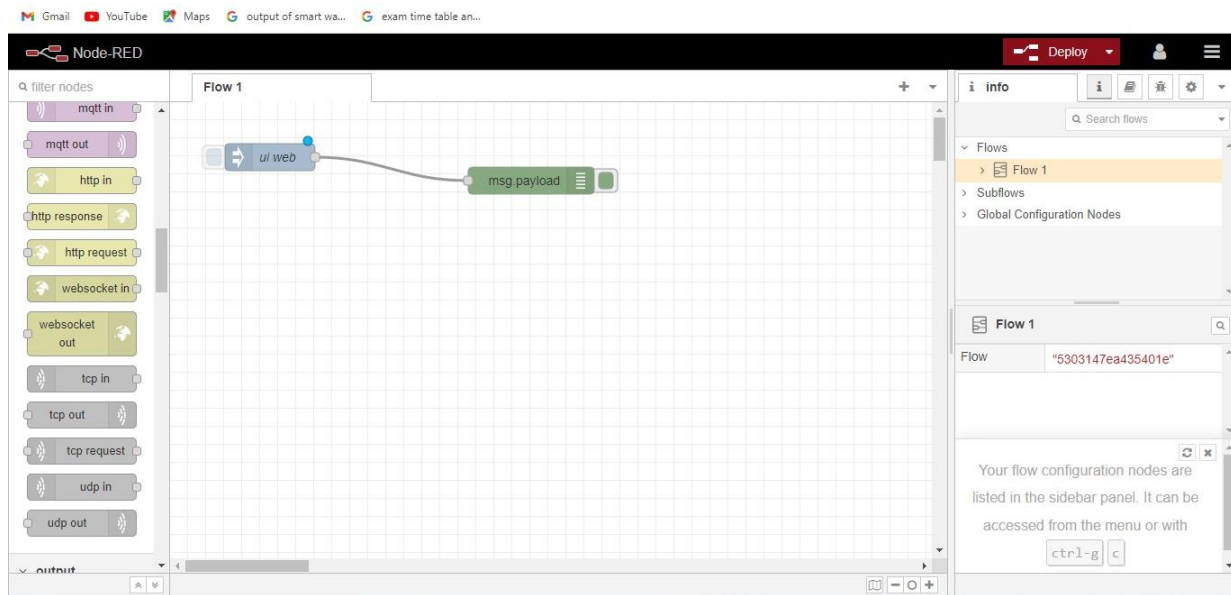 Gmail YouTube Maps output of smart wa... exam time table an...
Node-RED Deploy
filter nodes Flow 1 i info
mqtt in
mqtt out
http in
http response
http request
websocket in
websocket
out
tcp in
tcp out
tcp request
udp in
udp out
output
ui web
msg.payload
Search flows
Flows
Flow 1
Subflows
Global Configuration Nodes
Flow 1
Flow "5303147ea435401e"
Your flow configuration nodes are
listed in the sidebar panel. It can be
accessed from the menu or with
ctrl-g c